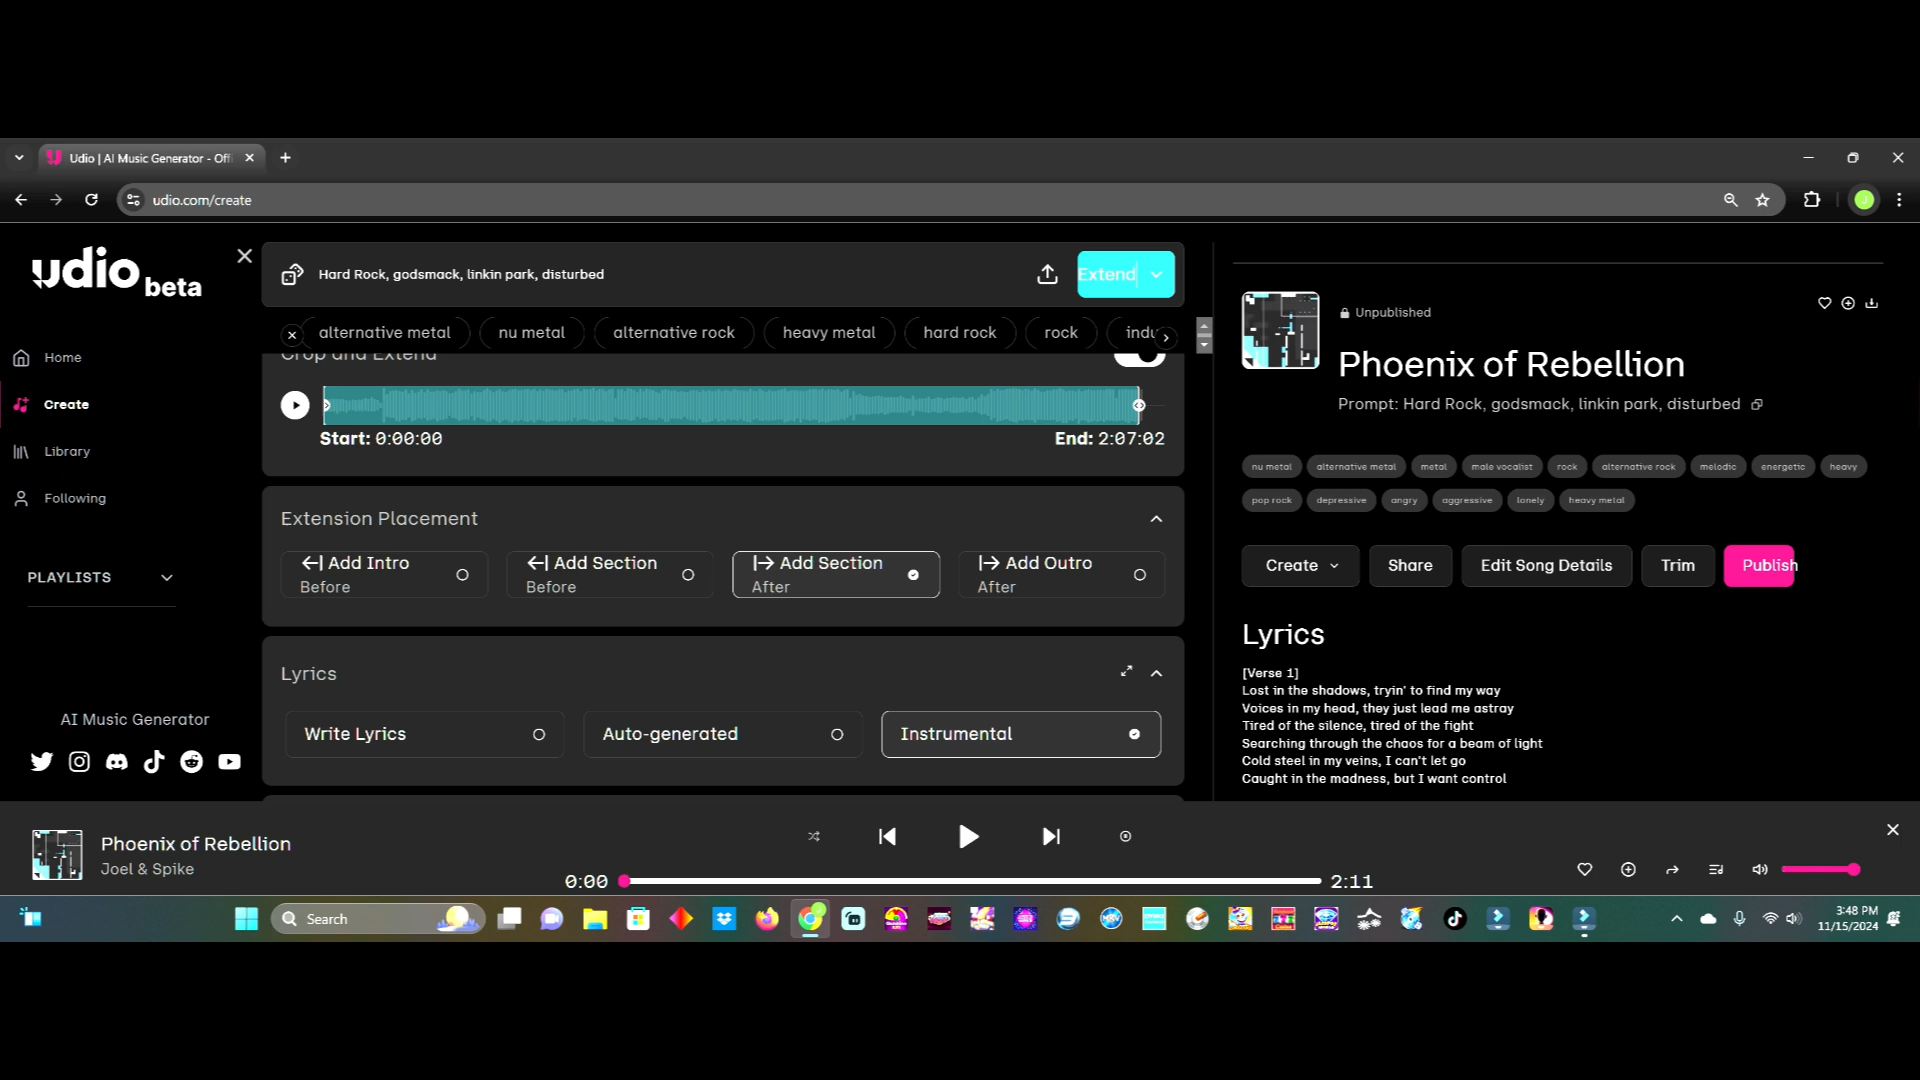 Udio | AI Music Generator - Offi
udio.com/create
udio beta
Home
Create
Library
Following
PLAYLISTS
AI Music Generator
Hard Rock, godsmack, linkin park, disturbed
Extend
alternative metal
nu metal
alternative rock
heavy metal
hard rock
rock
indu
Crop and Extend
Start: 0:00:00
End: 2:07:02
Extension Placement
Add Intro
Before
Add Section
Before
Add Section
After
Add Outro
After
Lyrics
Write Lyrics
Auto-generated
Instrumental
Unpublished
Phoenix of Rebellion
Prompt: Hard Rock, godsmack, linkin park, disturbed
nu metal
alternative metal
metal
male vocalist
rock
alternative rock
melodic
energetic
heavy
pop rock
depressive
angry
aggressive
lonely
heavy metal
Create
Share
Edit Song Details
Trim
Publish
Lyrics
[Verse 1]
Lost in the shadows, tryin' to find my way
Voices in my head, they just lead me astray
Tired of the silence, tired of the fight
Searching through the chaos for a beam of light
Cold steel in my veins, I can't let go
Caught in the madness, but I want control
Phoenix of Rebellion
Joel & Spike
0:00
2:11
Search
3:48 PM
11/15/2024